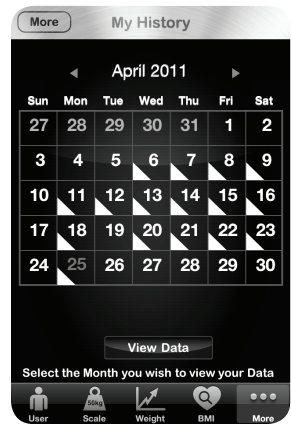 More My History
April 2011
Sun Mon Tue Wed Thu Fri Sat
27 28 29 30 31 1 2
3 4 5 6 7 8 9
10 11 12 13 14 15 16
17 18 19 20 21 22 23
24 25 26 27 28 29 30
View Data
Select the Month you wish to view your Data
50kg
User Scale Weight BMI More